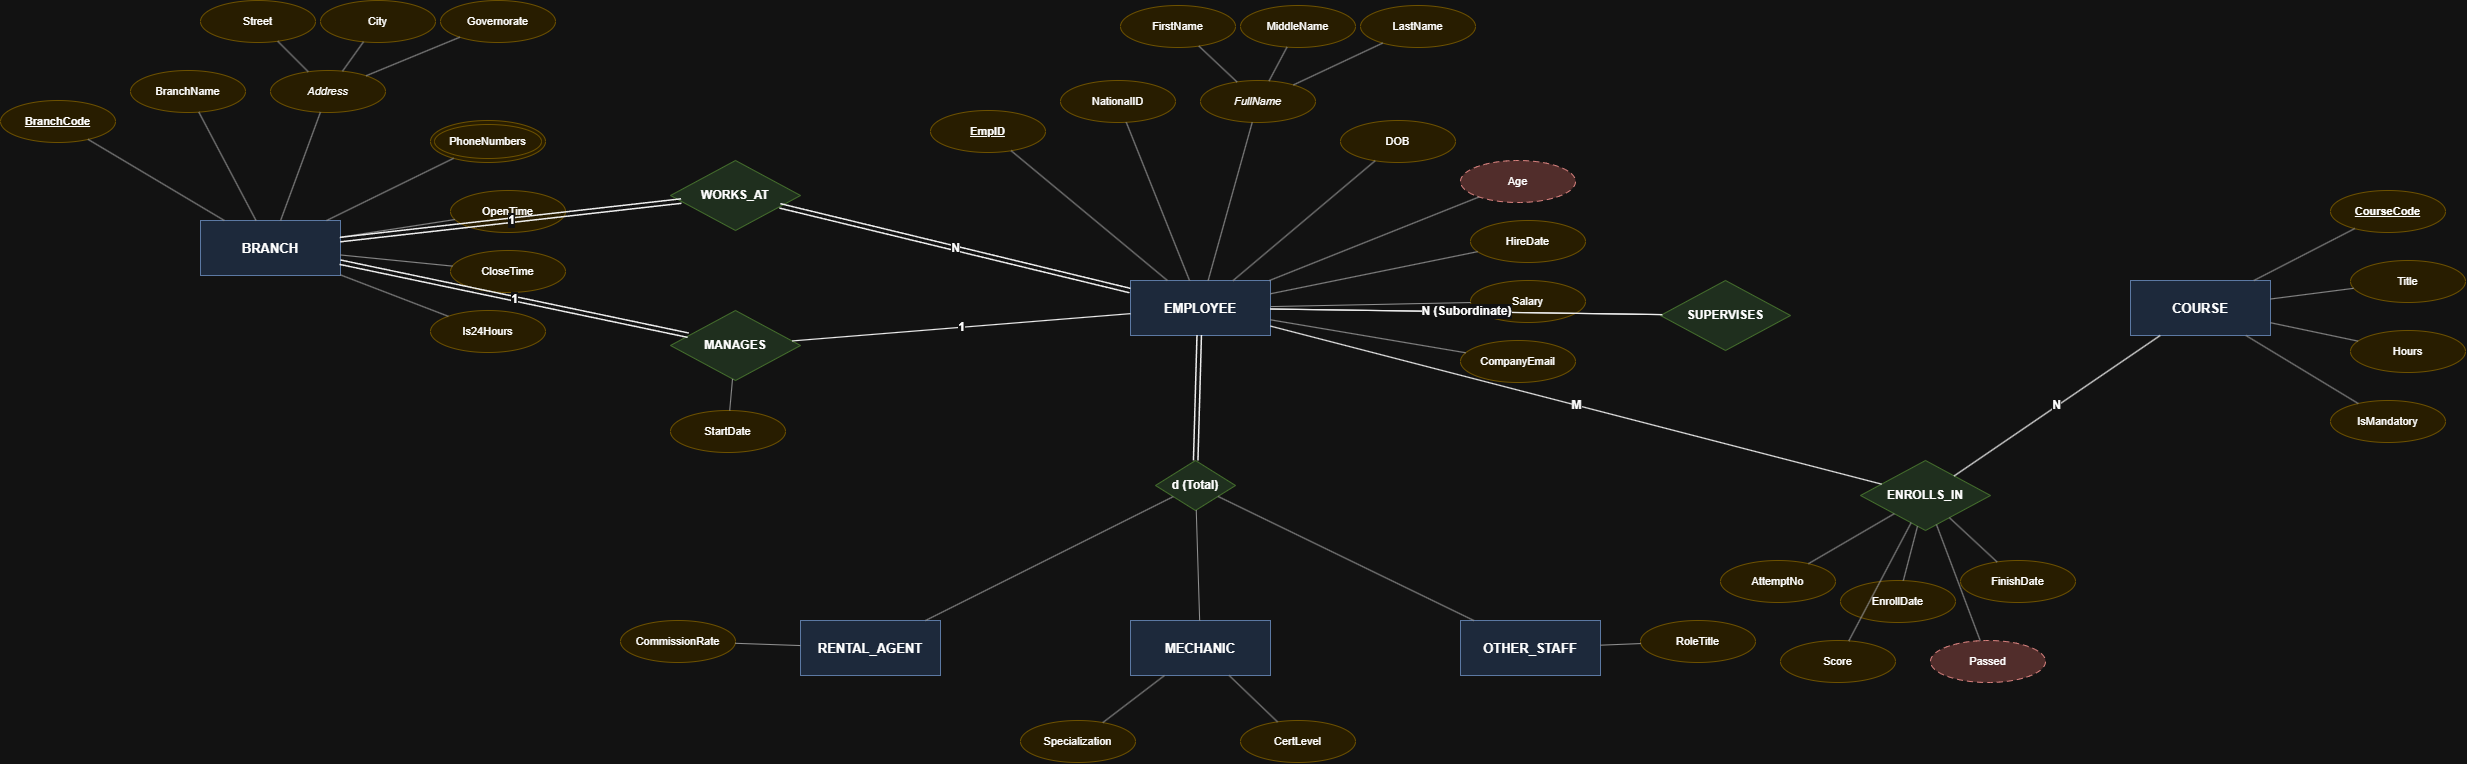 Street
City
Governorate
FirstName
MiddleName
LastName
BranchName
Address
NationalID
FullName
BranchCode
PhoneNumbers
EmpID
DOB
Age
WORKS_AT
OpenTime
1
CourseCode
BRANCH
N
HireDate
CloseTime
Title
1
Salary
EMPLOYEE
N (Subordinate)
SUPERVISES
COURSE
Is24Hours
MANAGES
1
CompanyEmail
Hours
M
N
StartDate
IsMandatory
d (Total)
ENROLLS_IN
AttemptNo
EnrollDate
FinishDate
CommissionRate
RENTAL_AGENT
MECHANIC
OTHER_STAFF
RoleTitle
Score
Passed
Specialization
CertLevel